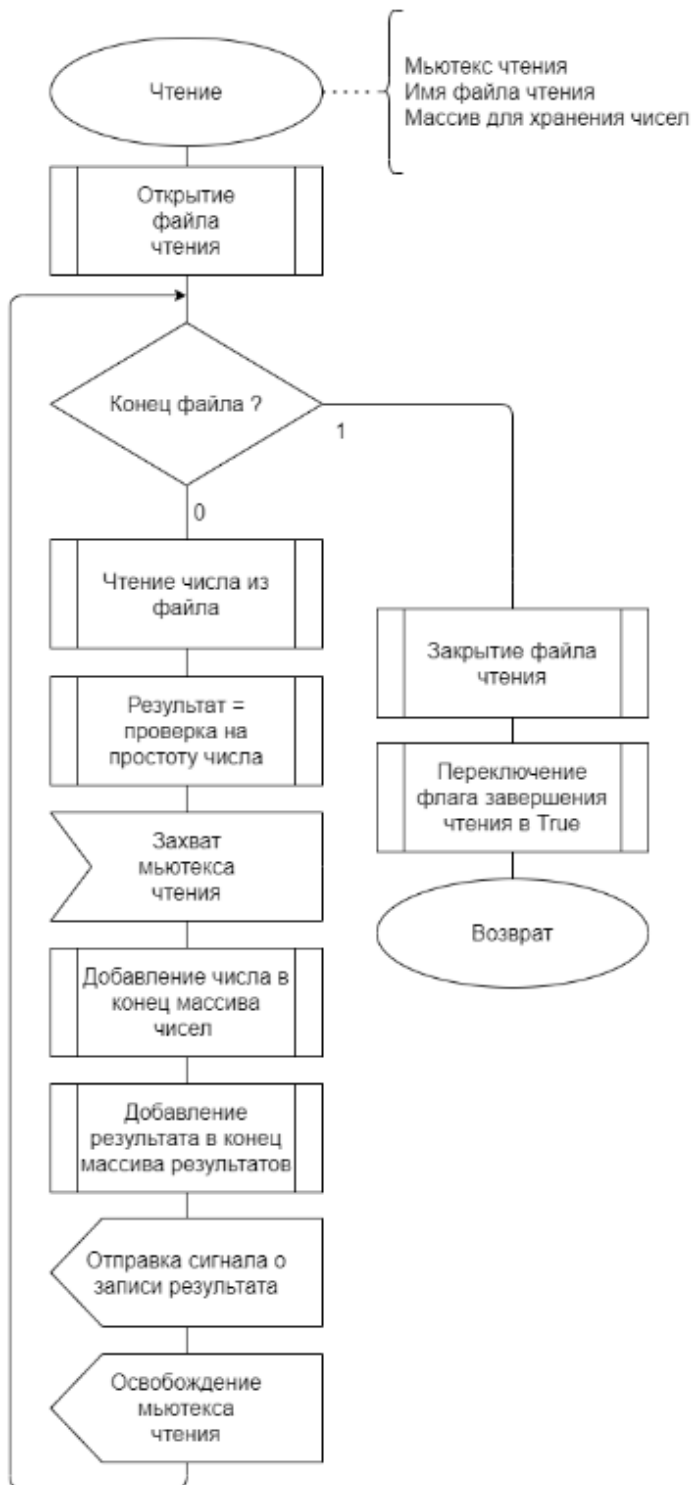 Чтение
Мьютекс чтения
Имя файла чтения
Массив для хранения чисел
Открытие
файла
чтения
Конец файла ?
1
0
Чтение числа из
файла
Результат =
проверка на
простоту числа
Захват
мьютекса
чтения
Добавление числа в
конец массива
чисел
Добавление
результата в конец
массива результатов
Отправка сигнала о
записи результата
Освобождение
мьютекса
чтения
Закрытие файла
чтения
Переключение
флага завершения
чтения в True
Возврат